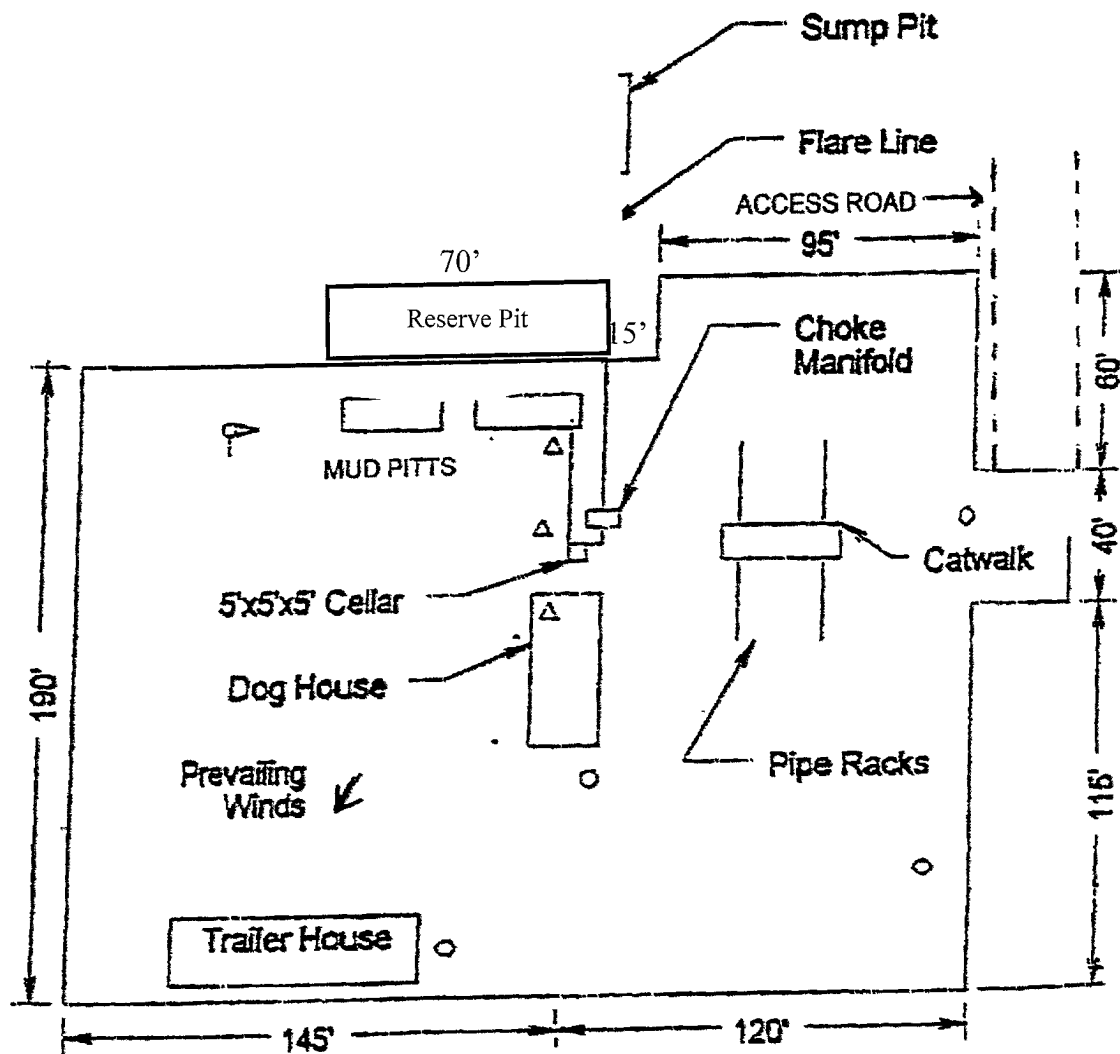 Sump Pit
Flare Line
ACCESS ROAD
95'
70'
Reserve Pit
15'
Choke
Manifold
60'
MUD PITTS
40'
Catwalk
5'x5'x5' Cellar
190'
Dog House
Pipe Racks
Prevailing
Winds
115'
Trailer House
145'
120'